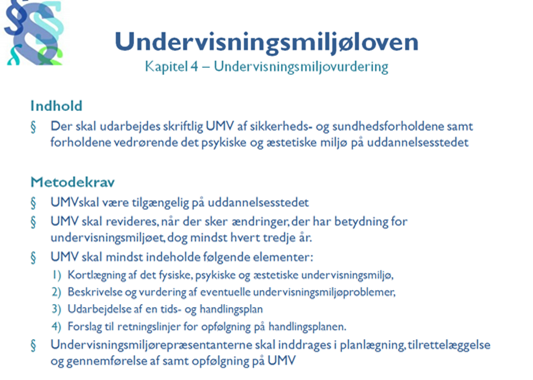 Undervisningsmiljøloven
Kapitel 4 – Undervisningsmiljovurdering
Indhold
§ Der skal udarbejdes skriftlig UMV af sikkerheds- og sundhedsforholdene samt
forholdene vedrørende det psykiske og æstetiske miljø på uddannelsesstedet
Metodekrav
§ UMVskal være tilgængelig på uddannelsesstedet
§ UMV skal revideres, når der sker ændringer, der har betydning for
undervisningsmiljøet, dog mindst hvert tredje år.
§ UMV skal mindst indeholde følgende elementer:
1) Kortlægning af det fysiske, psykiske og æstetiske undervisningsmiljø,
2) Beskrivelse og vurdering af eventuelle undervisningsmiljøproblemer,
3) Udarbejdelse af en tids- og handlingsplan
4) Forslag til retningslinjer for opfølgning på handlingsplanen.
§ Undervisningsmiljørepræsentanterne skal inddrages i planlægning, tilrettelæggelse
og gennemførelse af samt opfølgning på UMV